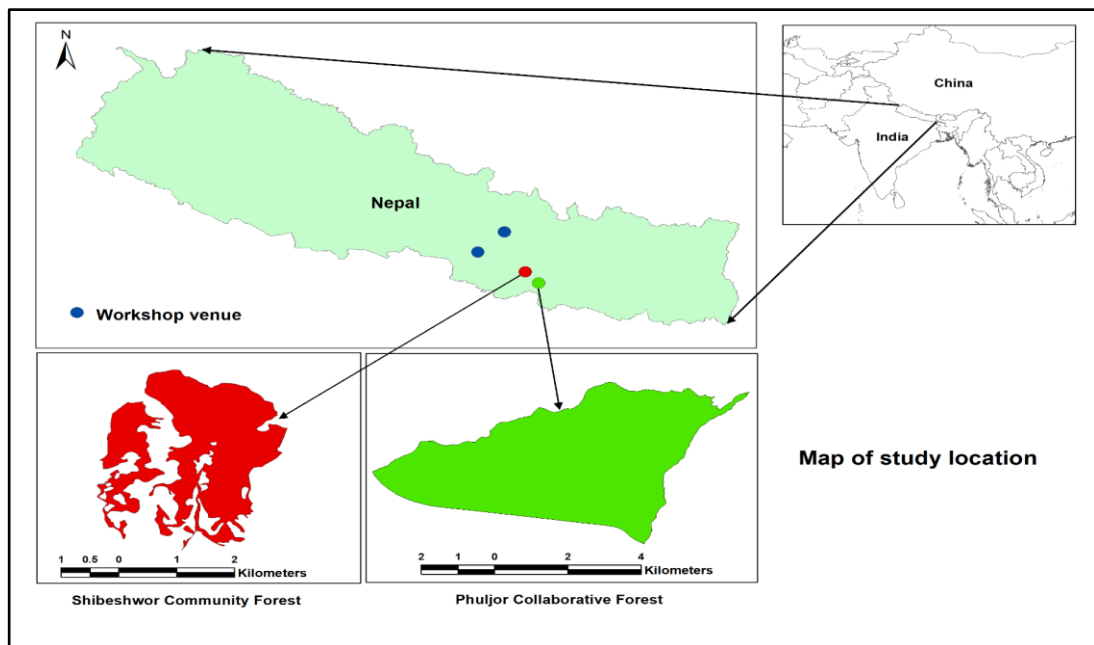 N
China
India
Nepal
Workshop venue
Map of study location
1 0.5 0 1 2
Kilometers
Shibeshwor Community Forest
2 1 0 2 4
Kilometers
Phuljor Collaborative Forest